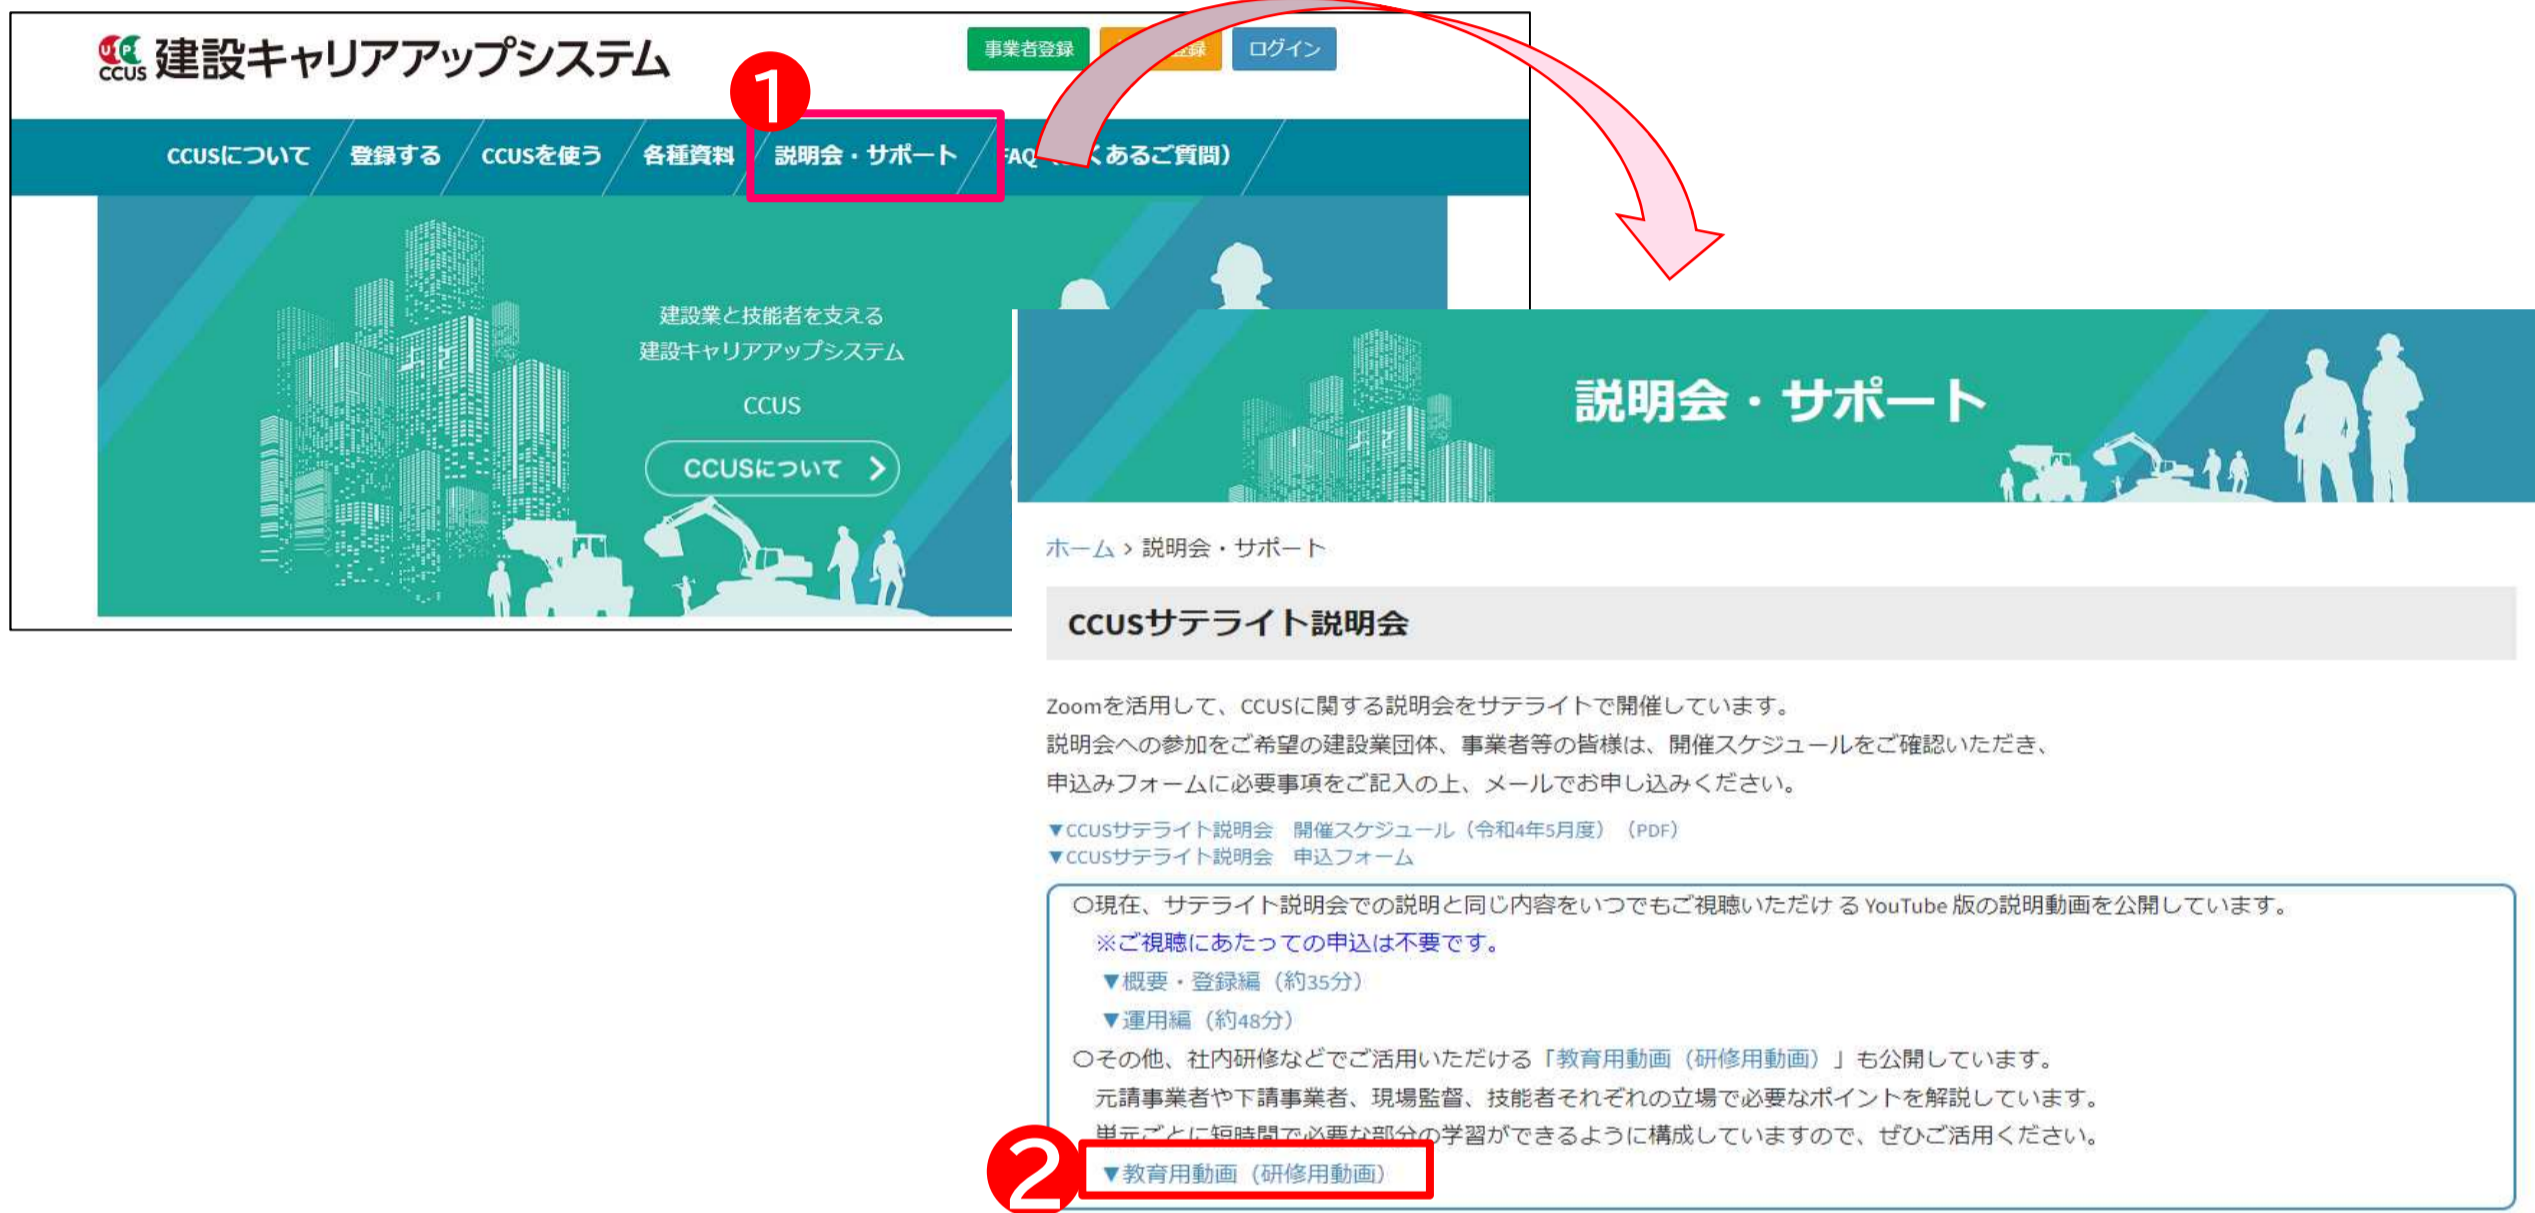 UP
CCUS 建設キャリアアップシステム
事業者登録
録
ログイン
1
CCUSについて
登録する
CCUSを使う
各種資料
説明会・サポート
FAQ
くあるご質問）
建設業と技能者を支える
建設キャリアアップシステム
CCUS
CCUSについて
説明会・サポート
ホーム > 説明会・サポート
CCUSサテライト説明会
Zoomを活用して、CCUSに関する説明会をサテライトで開催しています。
説明会への参加をご希望の建設業団体、事業者等の皆様は、開催スケジュールをご確認いただき、
申込みフォームに必要事項をご記入の上、メールでお申し込みください。
▼CCUSサテライト説明会　開催スケジュール（令和4年5月度）（PDF）
▼CCUSサテライト説明会　申込フォーム
○現在、サテライト説明会での説明と同じ内容をいつでもご視聴いただけ る YouTube 版の説明動画を公開しています。
※ご視聴にあたっての申込は不要です。
▼概要・登録編（約35分）
▼運用編（約48分）
○その他、社内研修などでご活用いただける「教育用動画（研修用動画）」も公開しています。
元請事業者や下請事業者、現場監督、技能者それぞれの立場で必要なポイントを解説しています。
単元ごとに短時間で必要な部分の学習ができるように構成していますので、ぜひご活用ください。
2
▼教育用動画（研修用動画）